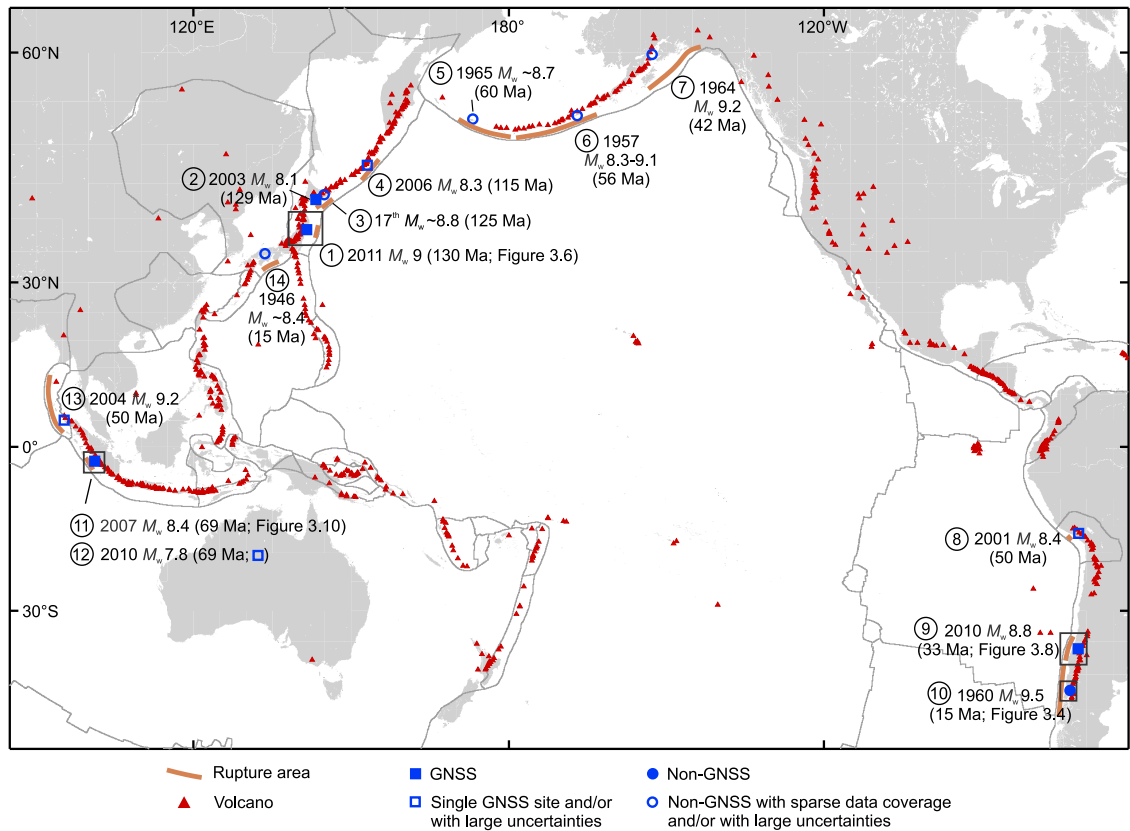 120°E
180°
120°W
60°N
30°N
0°
30°S
5 1965 Mw ~8.7
(60 Ma)
7 1964
Mw 9.2
(42 Ma)
6 1957
Mw 8.3-9.1
(56 Ma)
2 2003 Mw 8.1
(129 Ma)
4 2006 Mw 8.3 (115 Ma)
3 17th Mw ~8.8 (125 Ma)
1 2011 Mw 9 (130 Ma; Figure 3.6)
14
1946
Mw ~8.4
(15 Ma)
13 2004 Mw 9.2
(50 Ma)
11 2007 Mw 8.4 (69 Ma; Figure 3.10)
12 2010 Mw 7.8 (69 Ma; )
8 2001 Mw 8.4
(50 Ma)
9 2010 Mw 8.8
(33 Ma; Figure 3.8)
10 1960 Mw 9.5
(15 Ma; Figure 3.4)
Rupture area
Volcano
GNSS
Single GNSS site and/or
with large uncertainties
Non-GNSS
Non-GNSS with sparse data coverage
and/or with large uncertainties